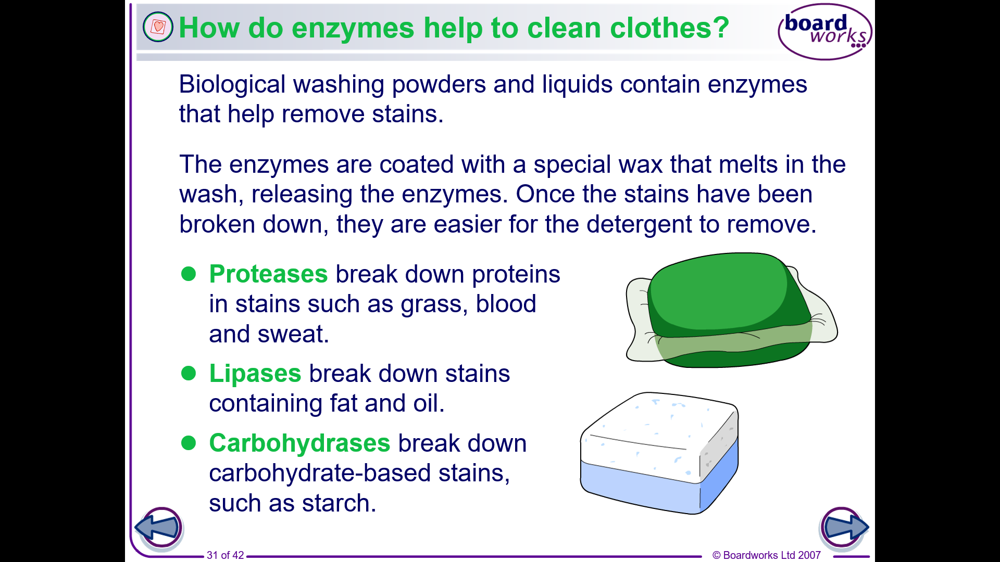 How do enzymes help to clean clothes?
board
works
Biological washing powders and liquids contain enzymes
that help remove stains.
The enzymes are coated with a special wax that melts in the
wash, releasing the enzymes. Once the stains have been
broken down, they are easier for the detergent to remove.
Proteases break down proteins
in stains such as grass, blood
and sweat.
Lipases break down stains
containing fat and oil.
Carbohydrases break down
carbohydrate-based stains,
such as starch.
31 of 42
© Boardworks Ltd 2007